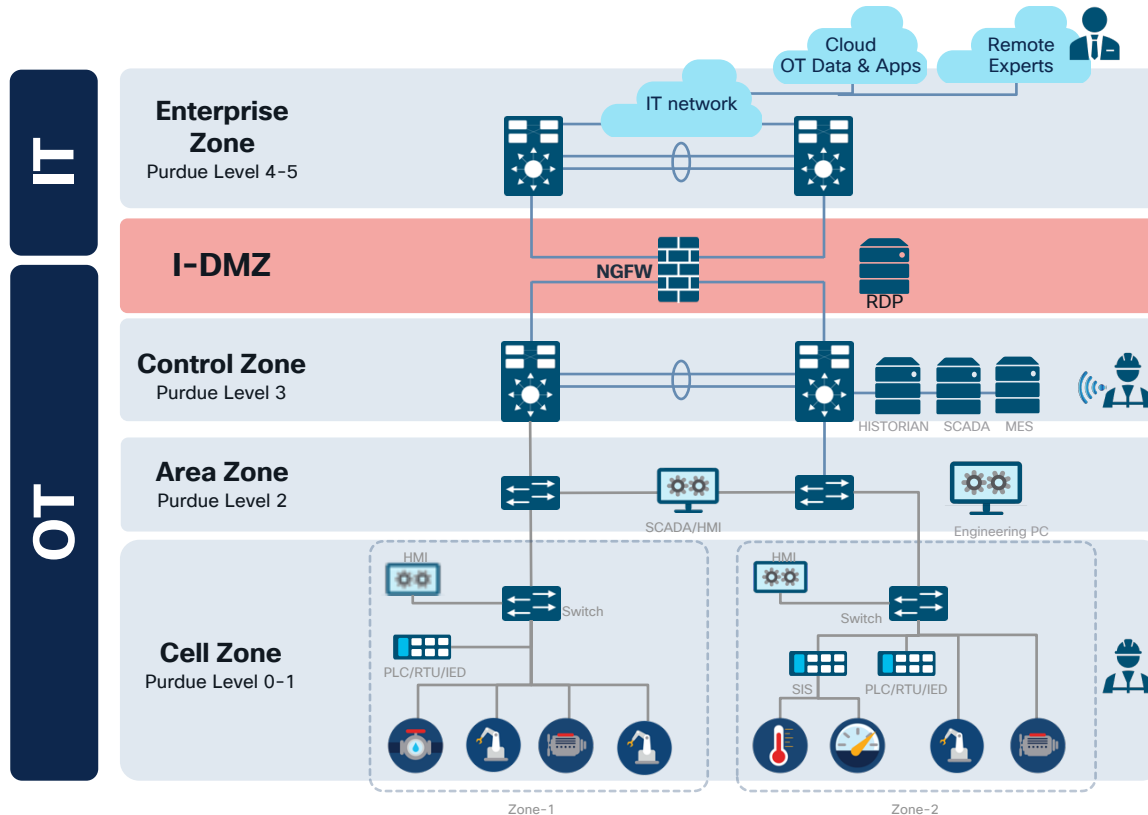 Cloud
OT Data & Apps
Remote
Experts
IT network
IT
Enterprise
Zone
Purdue Level 4-5
I-DMZ
NGFW
RDP
OT
Control Zone
Purdue Level 3
HISTORIAN
SCADA
MES
Area Zone
Purdue Level 2
SCADA/HMI
Engineering PC
Cell Zone
Purdue Level 0-1
HMI
Switch
PLC/RTU/IED
Zone-1
HMI
Switch
SIS
PLC/RTU/IED
Zone-2